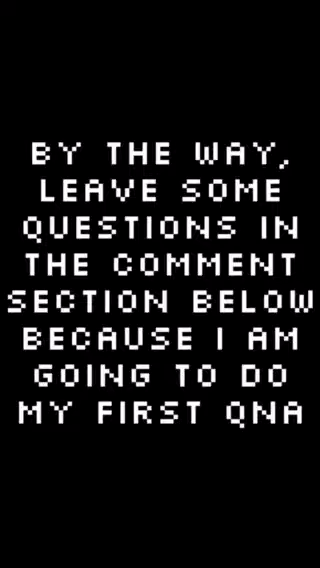 BY THE WAY,
LEAVE SOME
QUESTIONS IN
THE COMMENT
SECTION BELOW
BECAUSE I AM
GOING TO DO
MY FIRST QNA